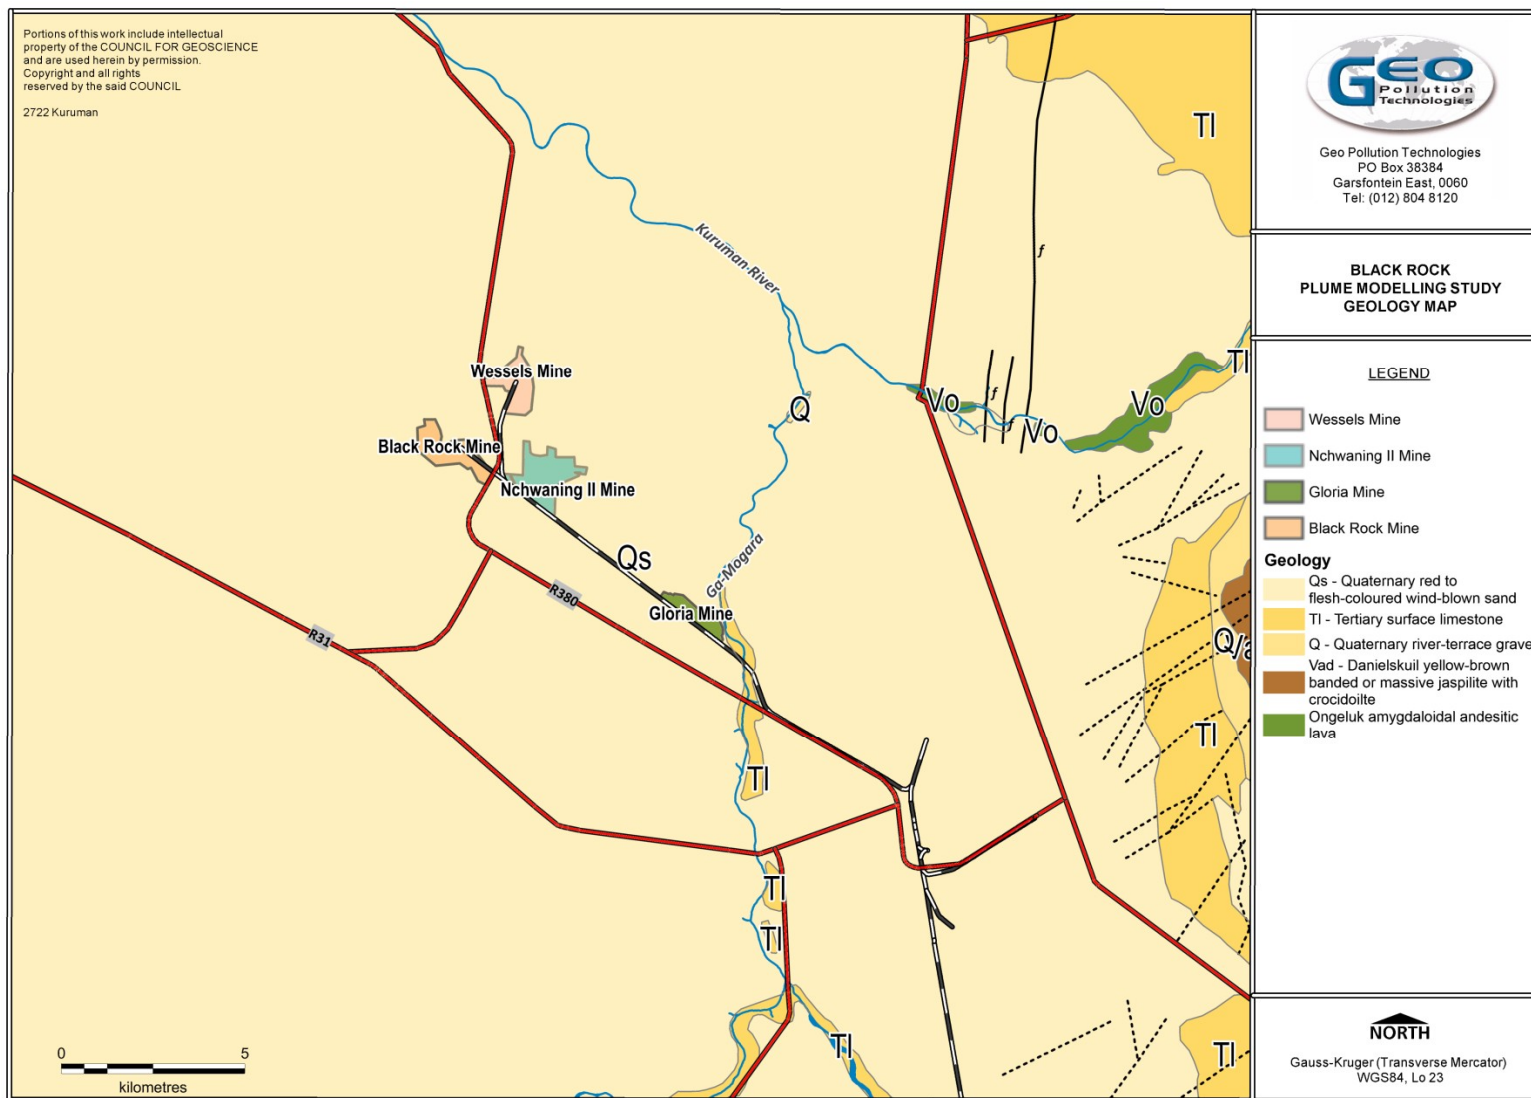 Portions of this work include intellectual
property of the COUNCIL FOR GEOSCIENCE
and are used herein by permission.
Copyright and all rights
reserved by the said COUNCIL
2722 Kuruman
Tl
Kuruman-River
f
Wessels Mine
Q
Vo
f
f
Vo
Vo
Tl
Black Rock Mine
Nchwaning II Mine
Qs
Ga-Mogara
R380
Gloria Mine
R31
Q/a
Tl
Tl
Tl
Tl
Tl
Tl
0 5
kilometres
GEO
Pollution
Technologies
Geo Pollution Technologies
PO Box 38384
Garsfontein East, 0060
Tel: (012) 804 8120
BLACK ROCK
PLUME MODELLING STUDY
GEOLOGY MAP
LEGEND
Wessels Mine
Nchwaning II Mine
Gloria Mine
Black Rock Mine
Geology
Qs - Quaternary red to
flesh-coloured wind-blown sand
Tl - Tertiary surface limestone
Q - Quaternary river-terrace grave
Vad - Danielskuil yellow-brown
banded or massive jaspilite with
crocidoilte
Ongeluk amygdaloidal andesitic
lava
NORTH
Gauss-Kruger (Transverse Mercator)
WGS84, Lo 23